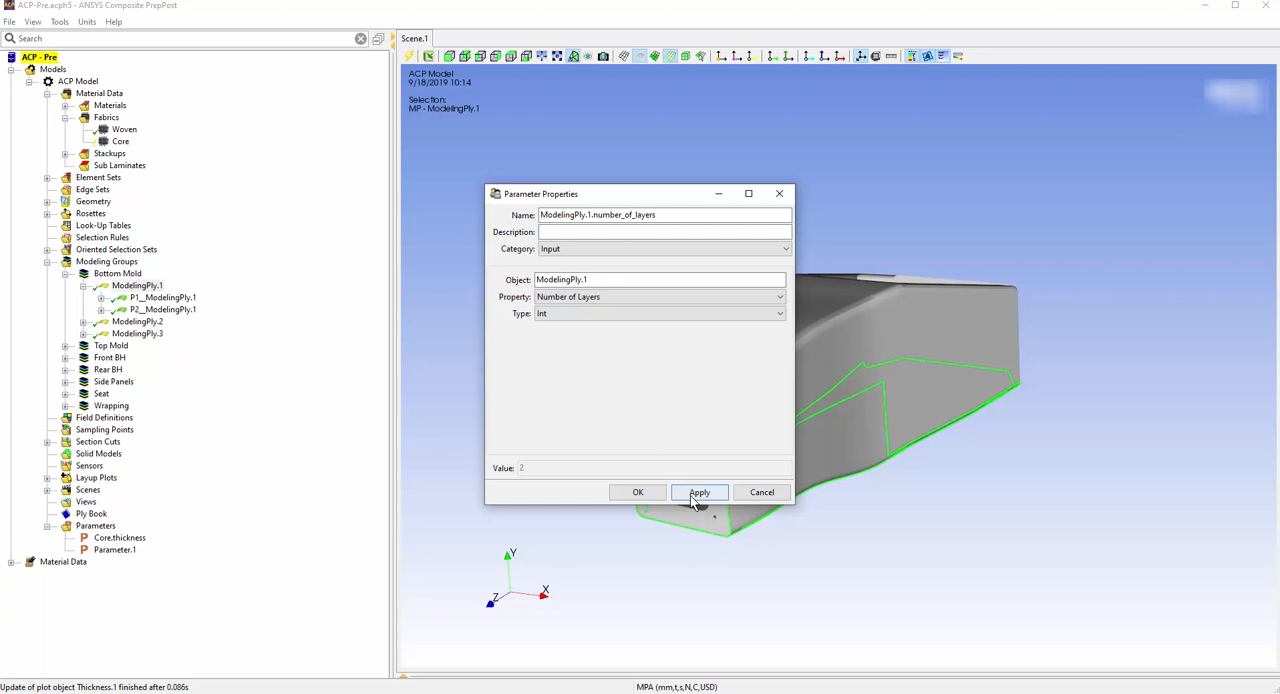 ACP-Pre.acph5 - ANSYS Composite PrepPost
File View Tools Units Help
Search
Scene.1
ACP - Pre
Models
ACP Model
Material Data
Materials
Fabrics
Woven
Core
Stackups
Sub Laminates
Element Sets
Edge Sets
Geometry
Rosettes
Look-Up Tables
Selection Rules
Oriented Selection Sets
Modeling Groups
Bottom Mold
ModelingPly.1
P1__ModelingPly.1
P2__ModelingPly.1
ModelingPly.2
ModelingPly.3
Top Mold
Front BH
Rear BH
Side Panels
Seat
Wrapping
Field Definitions
Sampling Points
Section Cuts
Solid Models
Sensors
Layup Plots
Scenes
Views
Ply Book
Parameters
P Core.thickness
P Parameter.1
Material Data
ACP Model
9/18/2019 10:14
Selection:
MP - ModelingPly.1
Parameter Properties
Name: ModelingPly.1.number_of_layers
Description:
Category: Input
Object: ModelingPly.1
Property: Number of Layers
Type: Int
Value: 2
OK Apply Cancel
Y
X
Z
Update of plot object Thickness.1 finished after 0.086s
MPA (mm,t,s,N,C,USD)